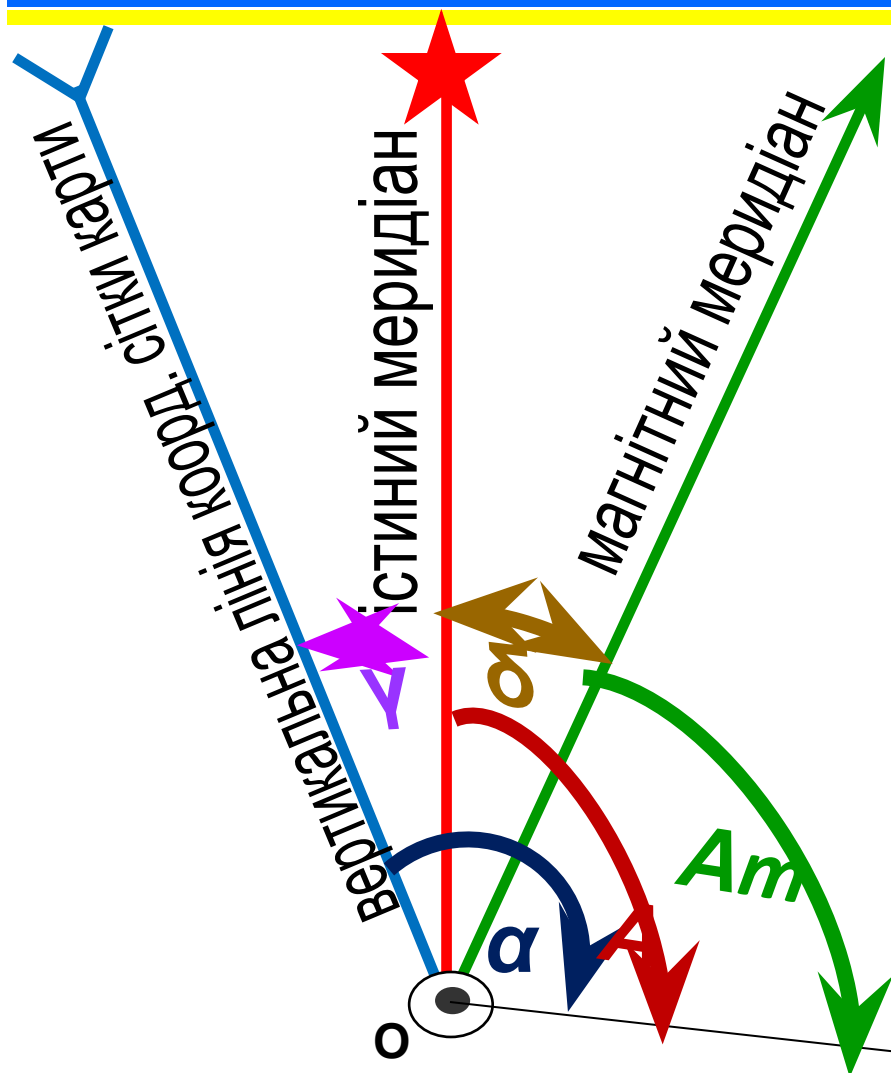 Вертикальна лінія коорд. сітки карти
істиний меридіан
магнітний меридіан
γ
δ
Am
A
α
O